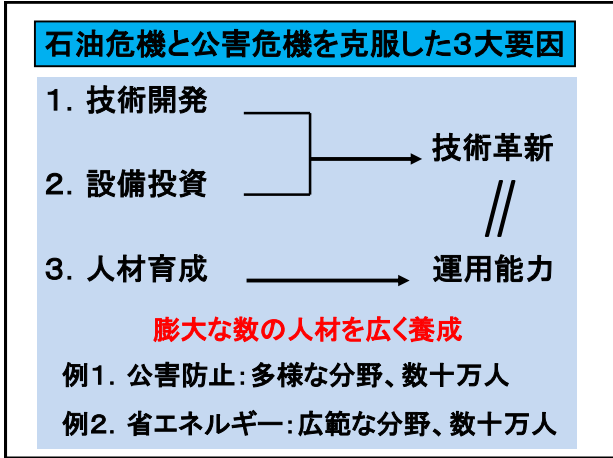 石油危機と公害危機を克服した3大要因
1. 技術開発
技術革新
2. 設備投資
3. 人材育成
運用能力
膨大な数の人材を広く養成
例1. 公害防止:多様な分野、数十万人
例2. 省エネルギー:広範な分野、数十万人